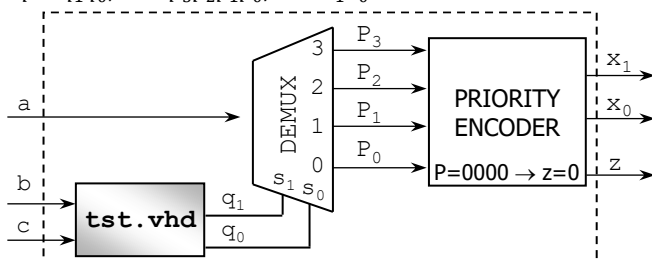 a
b
c
tst.vhd
q1
q0
DEMUX
3
2
1
0
s1 s0
P3
P2
P1
P0
PRIORITY
ENCODER
P=0000 → z=0
x1
x0
z